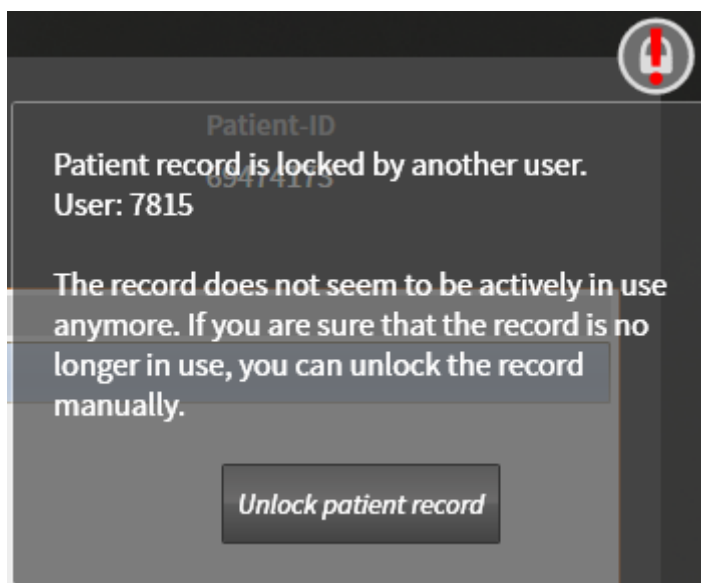 Patient-ID
Patient record is locked by another user.
69474173
User: 7815
The record does not seem to be actively in use
anymore. If you are sure that the record is no
longer in use, you can unlock the record
manually.
Unlock patient record